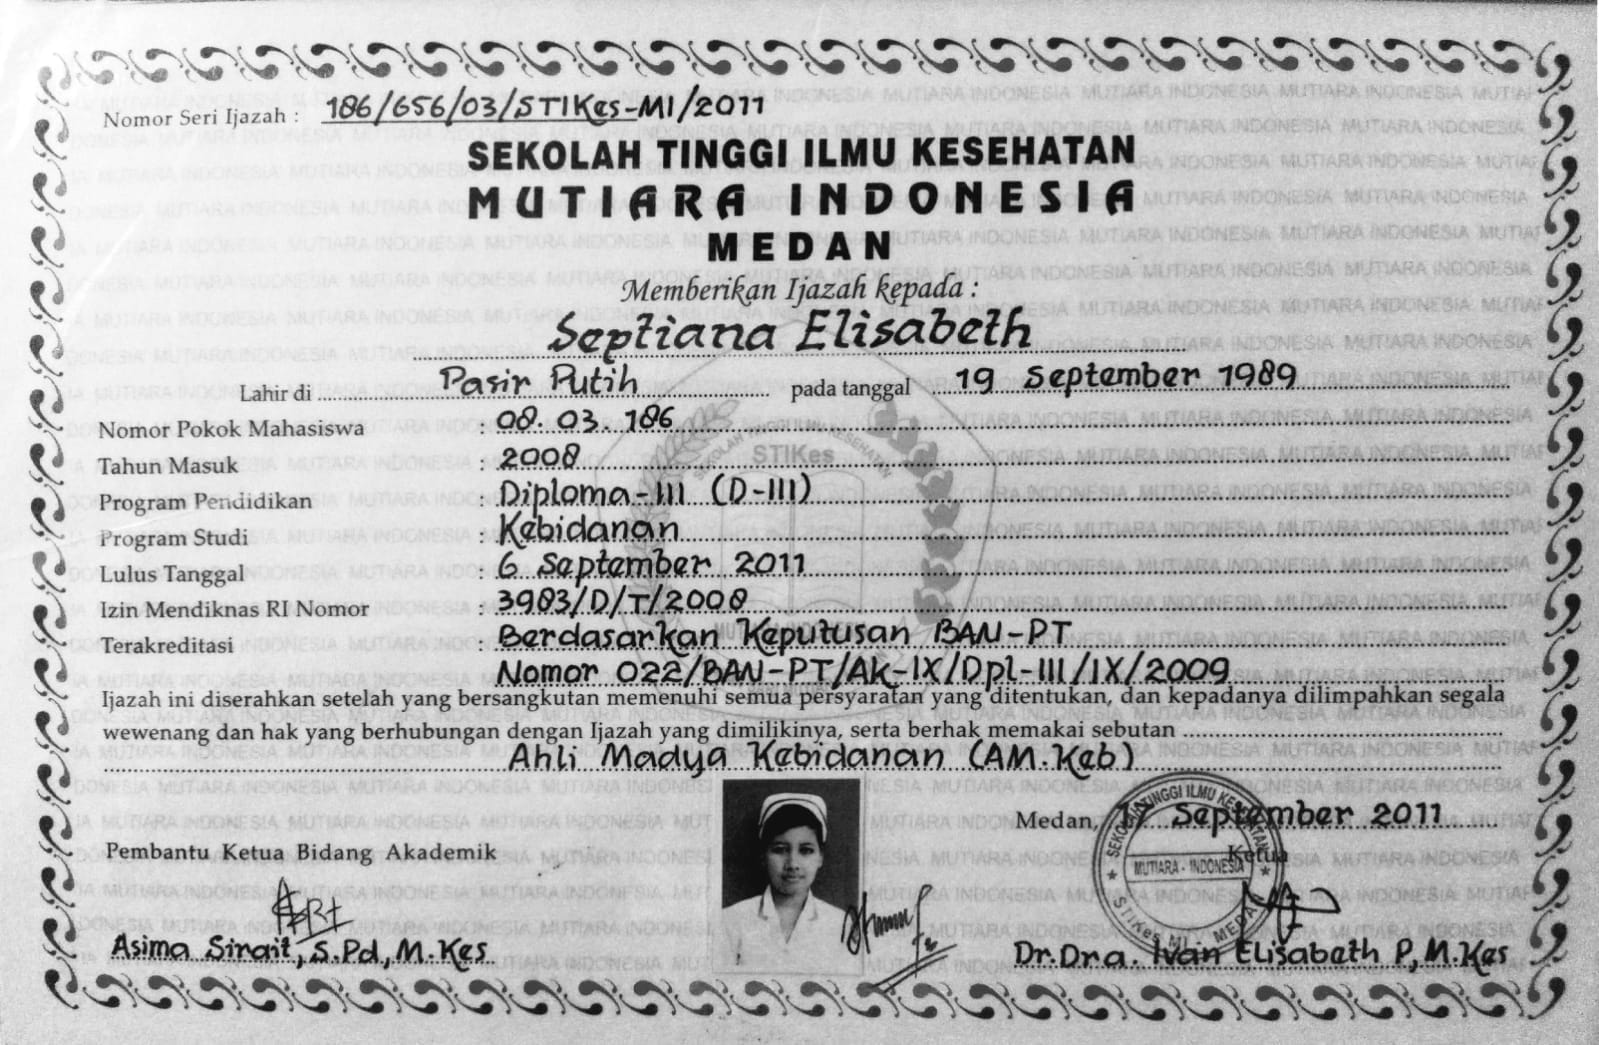 Nomor Seri Ijazah : 186/656/03/STIKes-MI/2011
SEKOLAH TINGGI ILMU KESEHATAN
MUTIARA INDONESIA
MEDAN
Memberikan Ijazah kepada :
Septiana Elisabeth
Lahir di Pasir Putih pada tanggal 19 September 1989
Nomor Pokok Mahasiswa : 08.03.186
Tahun Masuk : 2008
Program Pendidikan : Diploma-III (D-III)
Program Studi : Kebidanan
Lulus Tanggal : 6 September 2011
Izin Mendiknas RI Nomor : 3983/D/T/2008
Terakreditasi : Berdasarkan Keputusan BAN-PT
Nomor 022/BAN-PT/Ak-IX/Dpl-III/IX/2009
Ijazah ini diserahkan setelah yang bersangkutan memenuhi semua persyaratan yang ditentukan, dan kepadanya dilimpahkan segala
wewenang dan hak yang berhubungan dengan Ijazah yang dimilikinya, serta berhak memakai sebutan
Ahli Madya Kebidanan (AM.Keb)
Medan, September 2011
Pembantu Ketua Bidang Akademik
Ketua
SEKOLAH TINGGI ILMU KESEHATAN
MUTIARA - INDONESIA
STIKes MI - MEDAN
Asima Sirait, S.Pd, M.Kes
Dr. Dra. Ivan Elisabeth P, M.Kes
SEKOLAH TINGGI ILMU KESEHATAN
STIKes
MUTIARA INDONESIA